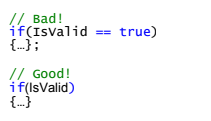 // Bad!
if(IsValid == true)
{…};
// Good!
if(IsValid)
{…}